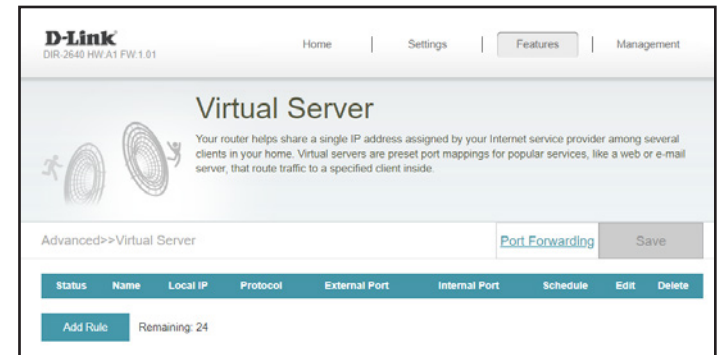 D-Link
DIR-2640 HW:A1 FW:1.01
Home | Settings | Features | Management
Virtual Server
Your router helps share a single IP address assigned by your Internet service provider among several
clients in your home. Virtual servers are preset port mappings for popular services, like a web or e-mail
server, that route traffic to a specified client inside.
Advanced>>Virtual Server
Port Forwarding
Save
Status Name Local IP Protocol External Port Internal Port Schedule Edit Delete
Add Rule Remaining: 24